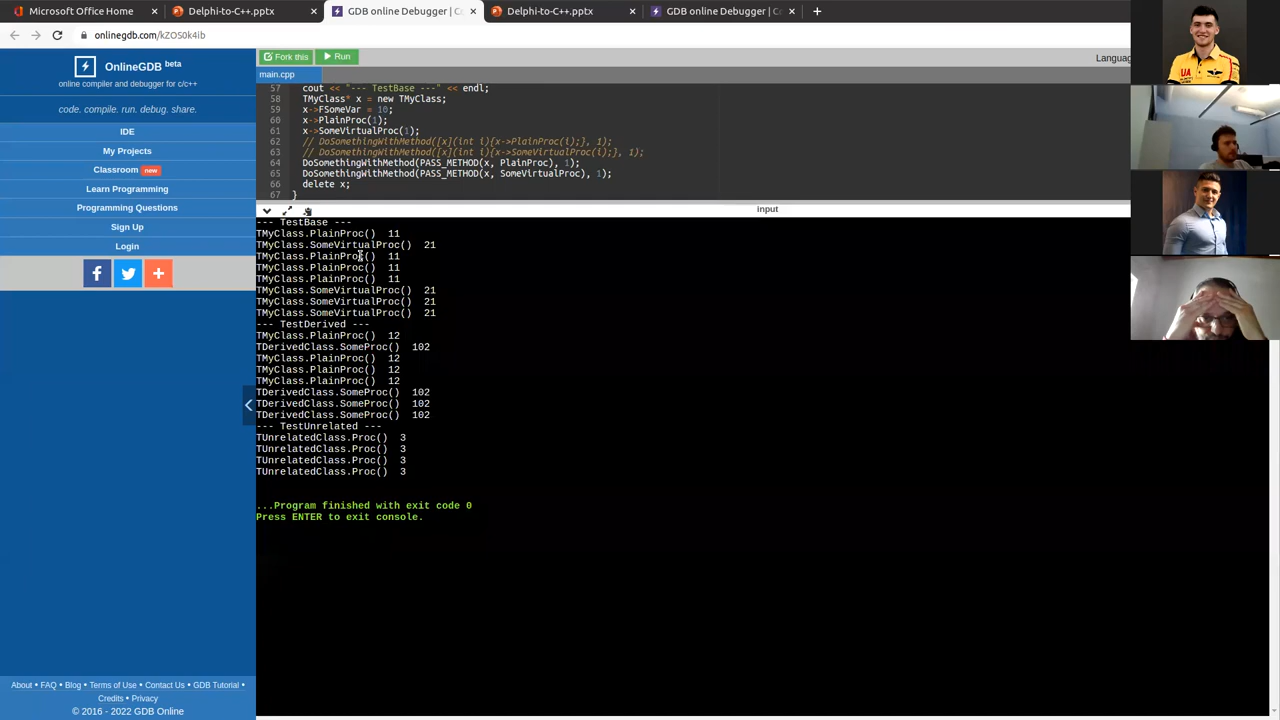 Microsoft Office Home
Delphi-to-C++.pptx
GDB online Debugger | Co
Delphi-to-C++.pptx
GDB online Debugger | Co
onlinegdb.com/kZOS0k4ib
OnlineGDB beta
online compiler and debugger for c/c++
code. compile. run. debug. share.
IDE
My Projects
Classroom new
Learn Programming
Programming Questions
Sign Up
Login
About • FAQ • Blog • Terms of Use • Contact Us • GDB Tutorial •
Credits • Privacy
© 2016 - 2022 GDB Online
Fork this
Run
Languag
main.cpp
57 cout << "--- TestBase ---" << endl;
58 TMyClass* x = new TMyClass;
59 x->FSomeVar = 10;
60 x->PlainProc(1);
61 x->SomeVirtualProc(1);
62 // DoSomethingWithMethod([x](int i){x->PlainProc(i);}, 1);
63 // DoSomethingWithMethod([x](int i){x->SomeVirtualProc(i);}, 1);
64 DoSomethingWithMethod(PASS_METHOD(x, PlainProc), 1);
65 DoSomethingWithMethod(PASS_METHOD(x, SomeVirtualProc), 1);
66 delete x;
67 }
input
--- TestBase ---
TMyClass.PlainProc() 11
TMyClass.SomeVirtualProc() 21
TMyClass.PlainProc() 11
TMyClass.PlainProc() 11
TMyClass.PlainProc() 11
TMyClass.SomeVirtualProc() 21
TMyClass.SomeVirtualProc() 21
TMyClass.SomeVirtualProc() 21
--- TestDerived ---
TMyClass.PlainProc() 12
TDerivedClass.SomeProc() 102
TMyClass.PlainProc() 12
TMyClass.PlainProc() 12
TMyClass.PlainProc() 12
TDerivedClass.SomeProc() 102
TDerivedClass.SomeProc() 102
TDerivedClass.SomeProc() 102
--- TestUnrelated ---
TUnrelatedClass.Proc() 3
TUnrelatedClass.Proc() 3
TUnrelatedClass.Proc() 3
TUnrelatedClass.Proc() 3
...Program finished with exit code 0
Press ENTER to exit console.
UA